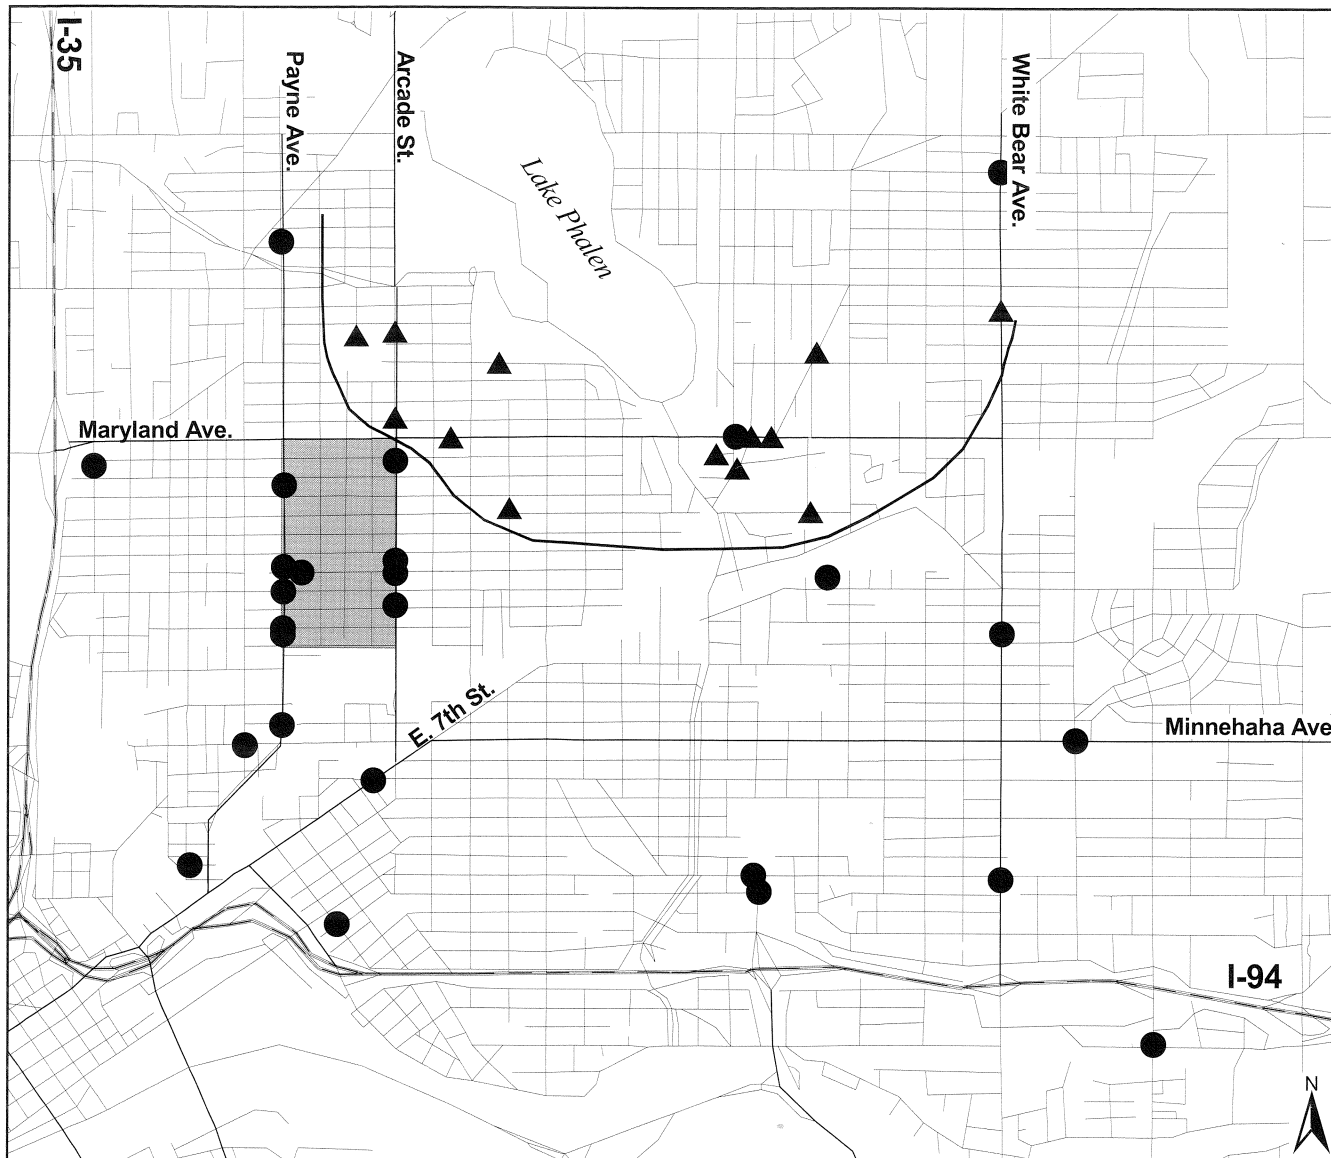 I-35
Payne Ave.
Arcade St.
White Bear Ave.
Lake Phalen
Maryland Ave.
E. 7th St.
Minnehaha Ave
I-94
N